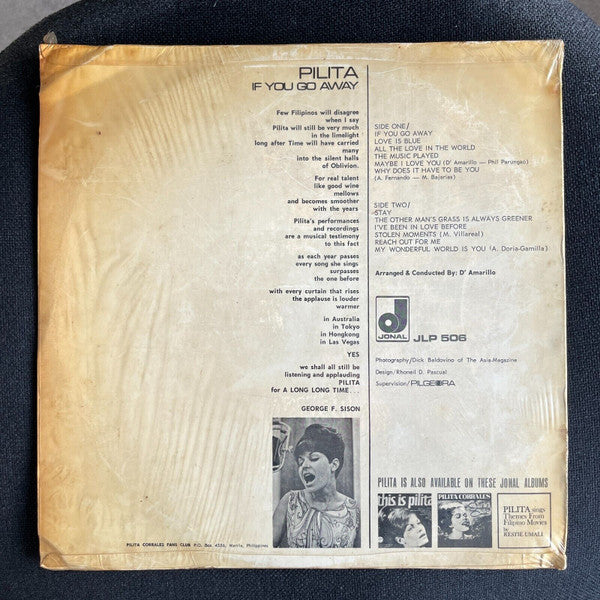 PILITA
IF YOU GO AWAY
Few Filipinos will disagree
when I say
Pilita will still be very much
in the limelight
long after Time will have carried
many
into the silent halls
of Oblivion.
For real talent
like good wine
mellows
and becomes smoother
with the years
Pilita's performances
and recordings
are a musical testimony
to this fact
as each year passes
every song she sings
surpasses
the one before
with every curtain that rises
the applause is louder
warmer
in Australia
in Tokyo
in Hongkong
in Las Vegas
YES
we shall all still be
listening and applauding
PILITA
for A LONG LONG TIME...
GEORGE F. SISON
PILITA CORRALES FANS CLUB P.O. Box 4536, Manila, Philippines
SIDE ONE/
IF YOU GO AWAY
LOVE IS BLUE
ALL THE LOVE IN THE WORLD
THE MUSIC PLAYED
MAYBE I LOVE YOU (D' Amarillo — Phil Parungao)
WHY DOES IT HAVE TO BE YOU
(A. Fernando — M. Bajarias)
SIDE TWO/
STAY
THE OTHER MAN'S GRASS IS ALWAYS GREENER
I'VE BEEN IN LOVE BEFORE
STOLEN MOMENTS (M. Villareal)
REACH OUT FOR ME
MY WONDERFUL WORLD IS YOU (A. Doria-Gamilla)
Arranged & Conducted By: D' Amarillo
JONAL JLP 506
Photography/Dick Baldovino of The Asia-Magazine
Design/Rhoneil D. Pascual
Supervision/PILGEORA
PILITA IS ALSO AVAILABLE ON THESE JONAL ALBUMS
this is pilita
PILITA CORRALES
PILITA sings
Themes From
Filipino Movies
by
RESTIE UMALI